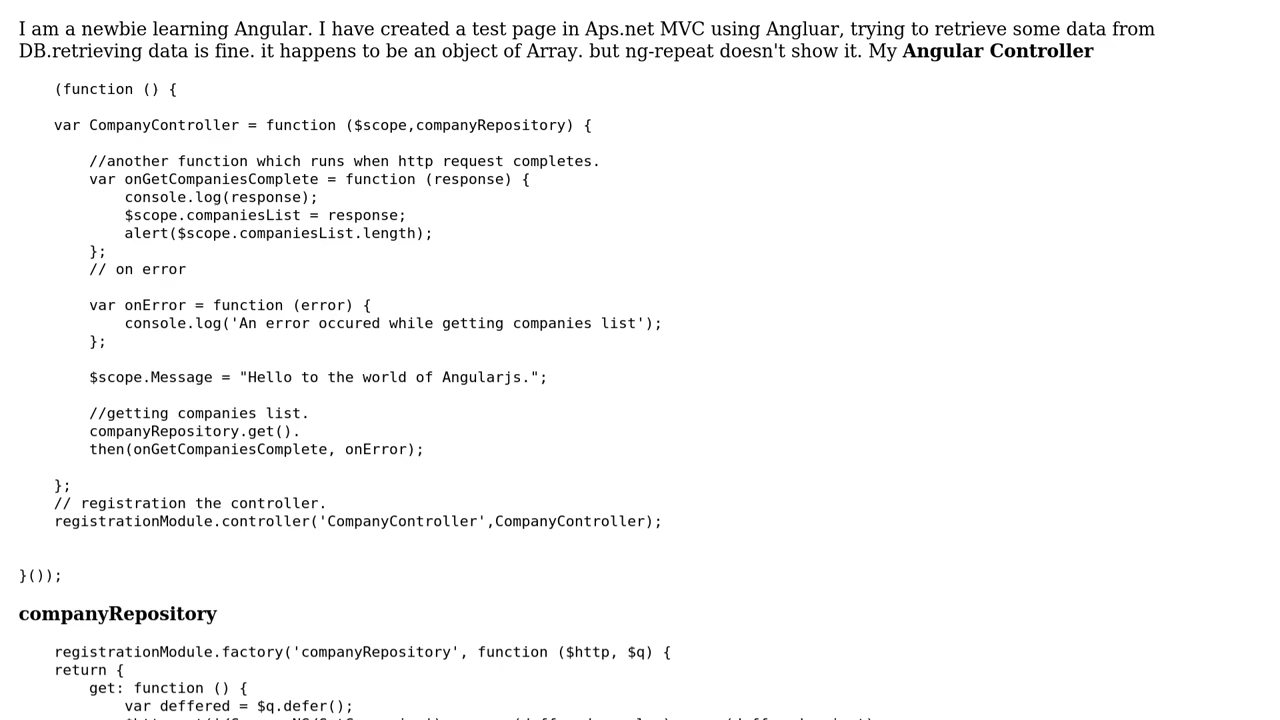 I am a newbie learning Angular. I have created a test page in Aps.net MVC using Angluar, trying to retrieve some data from
DB.retrieving data is fine. it happens to be an object of Array. but ng-repeat doesn't show it. My Angular Controller
(function () {
var CompanyController = function ($scope,companyRepository) {
//another function which runs when http request completes.
var onGetCompaniesComplete = function (response) {
console.log(response);
$scope.companiesList = response;
alert($scope.companiesList.length);
};
// on error
var onError = function (error) {
console.log('An error occured while getting companies list');
};
$scope.Message = "Hello to the world of Angularjs.";
//getting companies list.
companyRepository.get().
then(onGetCompaniesComplete, onError);
};
// registration the controller.
registrationModule.controller('CompanyController',CompanyController);
}());
companyRepository
registrationModule.factory('companyRepository', function ($http, $q) {
return {
get: function () {
var deffered = $q.defer();